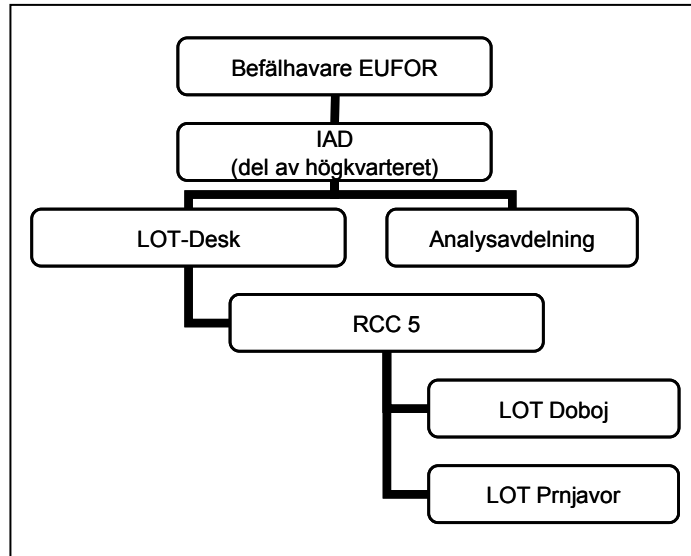 Befälhavare EUFOR
IAD
(del av högkvarteret)
LOT-Desk
Analysavdelning
RCC 5
LOT Doboj
LOT Prnjavor